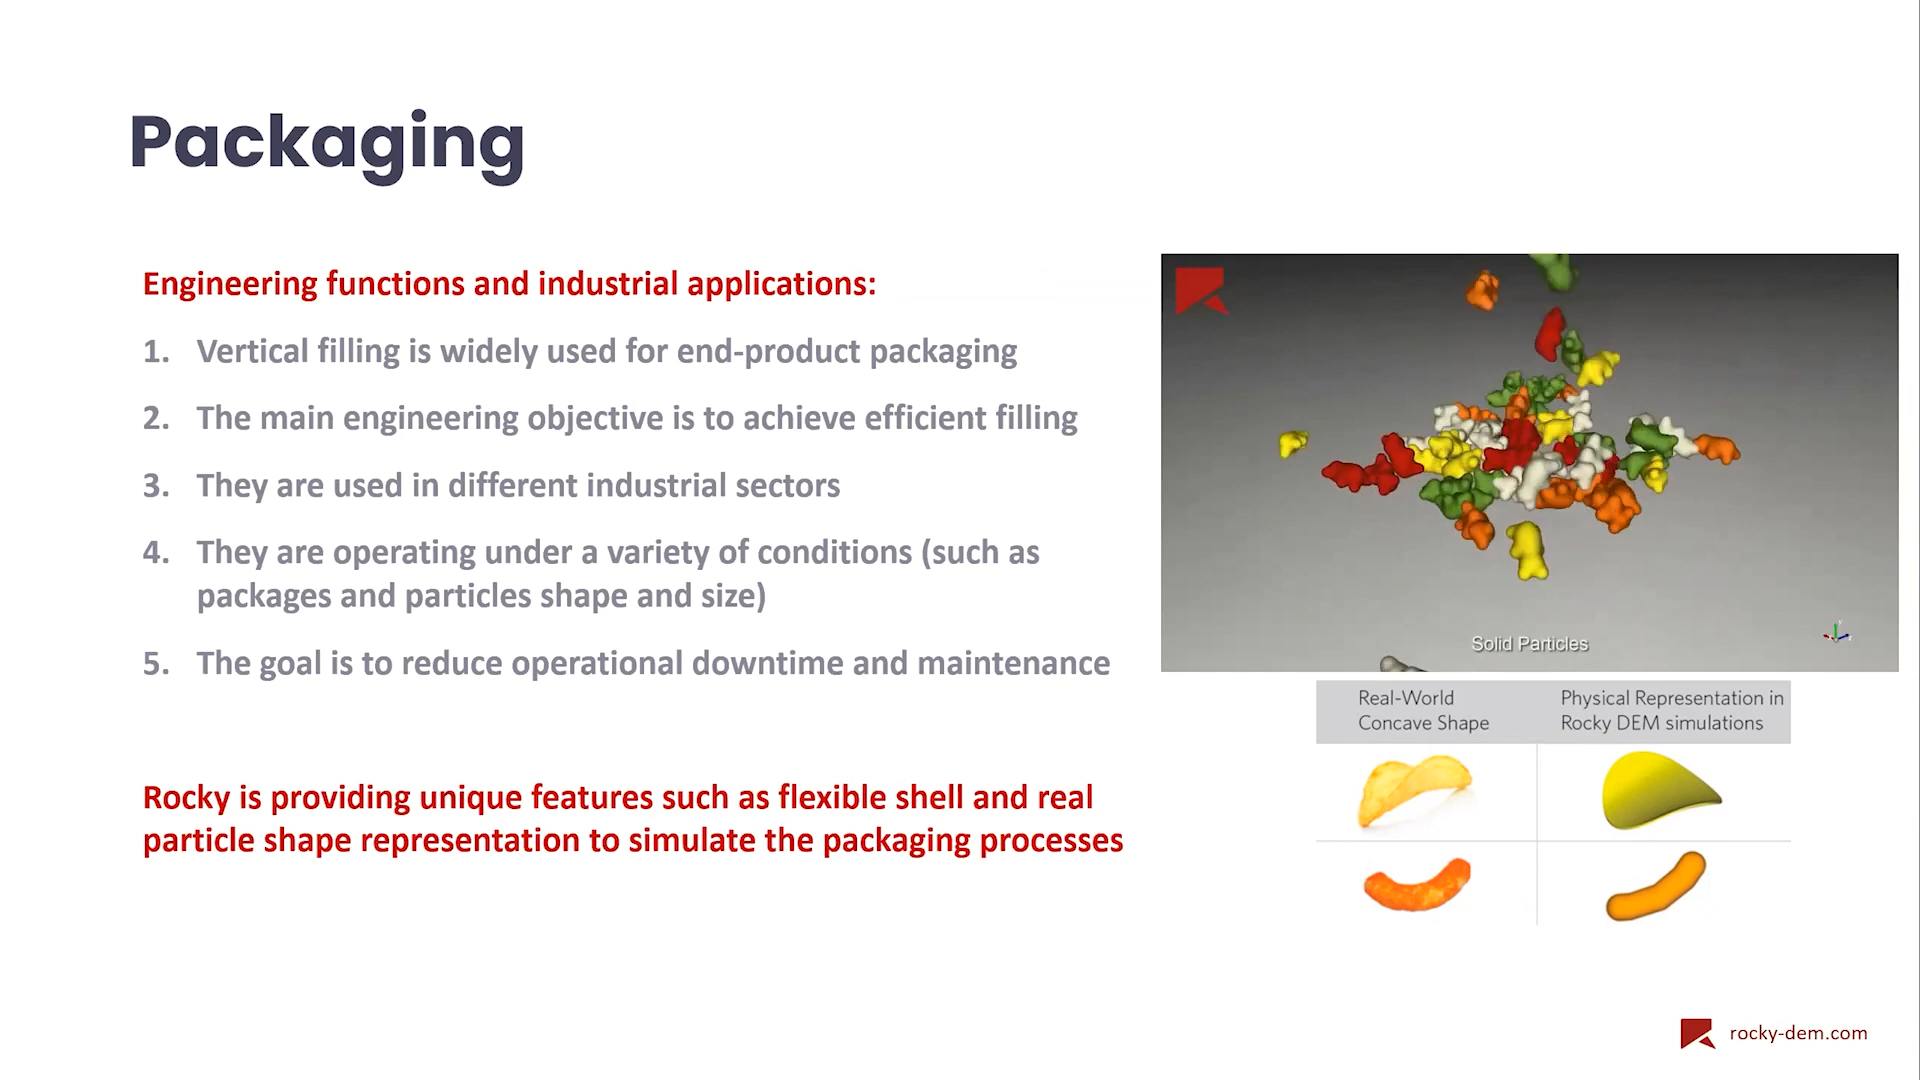 Packaging
Engineering functions and industrial applications:
1. Vertical filling is widely used for end-product packaging
2. The main engineering objective is to achieve efficient filling
3. They are used in different industrial sectors
4. They are operating under a variety of conditions (such as
packages and particles shape and size)
5. The goal is to reduce operational downtime and maintenance
Rocky is providing unique features such as flexible shell and real
particle shape representation to simulate the packaging processes
Solid Particles
Real-World
Concave Shape
Physical Representation in
Rocky DEM simulations
rocky-dem.com